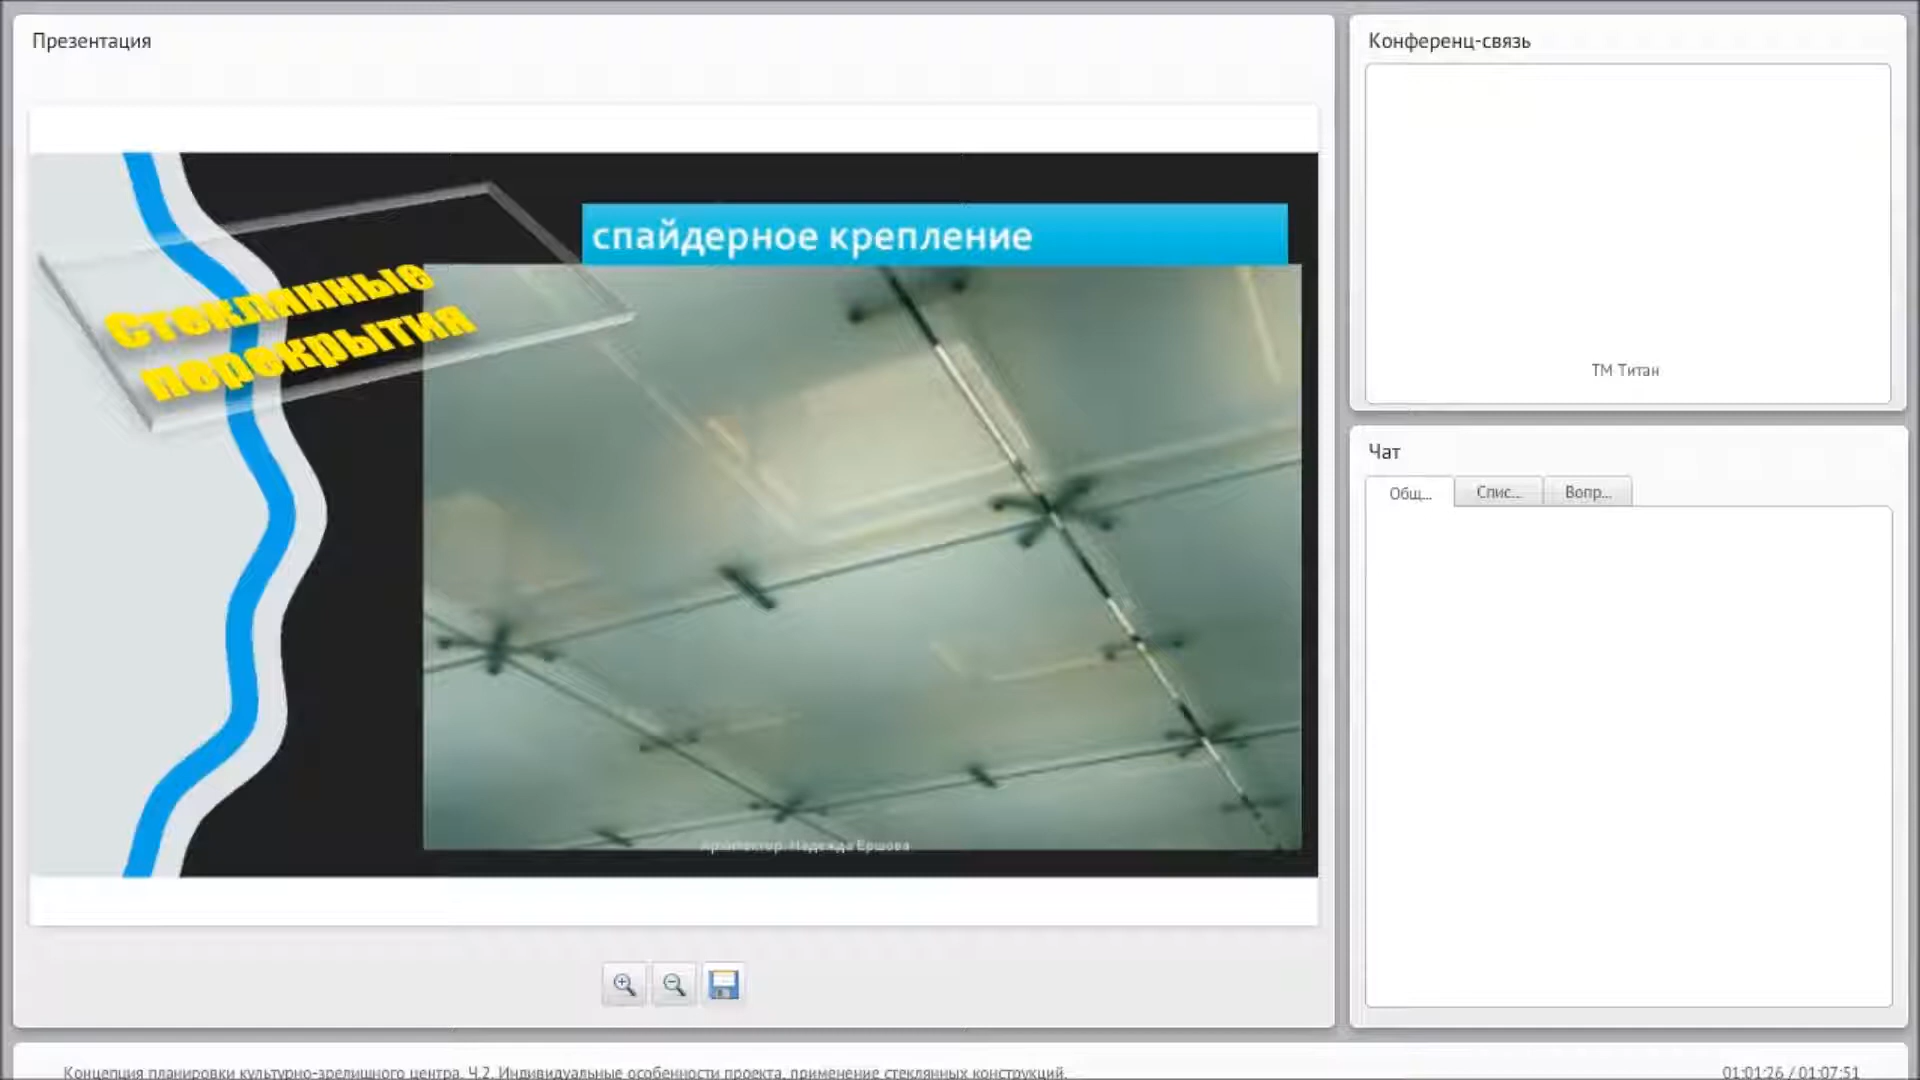 Презентация
спайдерное крепление
Стеклянные
перекрытия
Архитектор: Надежда Ершова
Конференц-связь
ТМ Титан
Чат
Общ...
Спис...
Вопр...
Концепция планировки культурно-зрелищного центра. Ч.2. Индивидуальные особенности проекта, применение стеклянных конструкций.
01:01:26 / 01:07:51